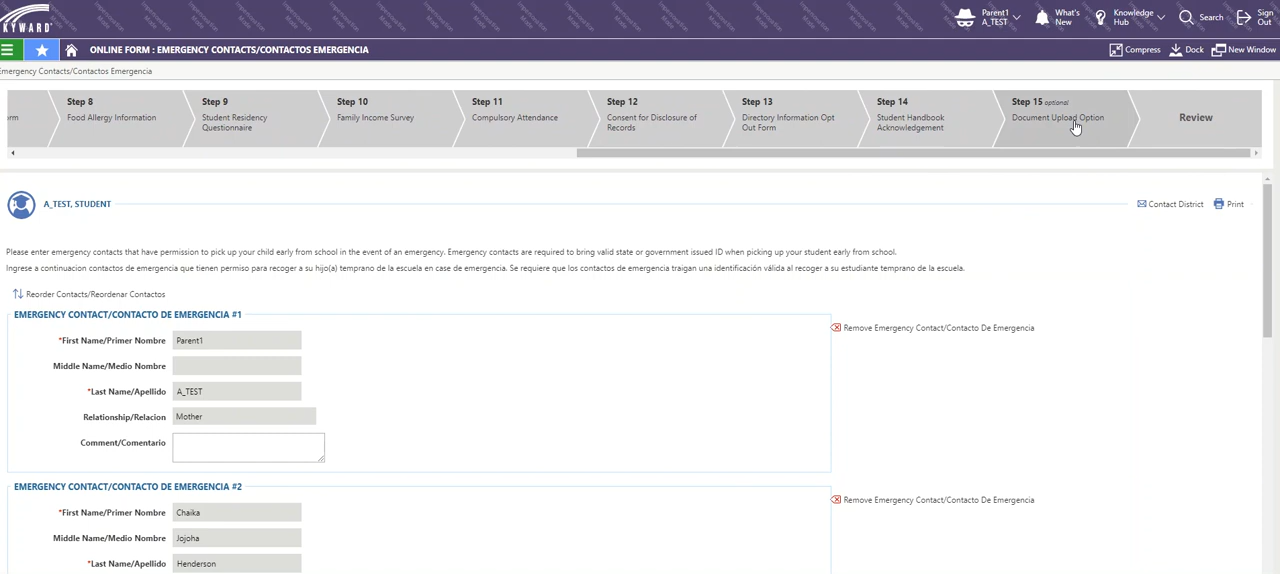 KYWARD
Parent1
A_TEST
What's
New
Knowledge
Hub
Search
Sign
Out
ONLINE FORM : EMERGENCY CONTACTS/CONTACTOS EMERGENCIA
Compress
Dock
New Window
Emergency Contacts/Contactos Emergencia
orm
Step 8
Food Allergy Information
Step 9
Student Residency
Questionnaire
Step 10
Family Income Survey
Step 11
Compulsory Attendance
Step 12
Consent for Disclosure of
Records
Step 13
Directory Information Opt
Out Form
Step 14
Student Handbook
Acknowledgement
Step 15 optional
Document Upload Option
Review
A_TEST, STUDENT
Contact District
Print
Please enter emergency contacts that have permission to pick up your child early from school in the event of an emergency. Emergency contacts are required to bring valid state or government issued ID when picking up your student early from school.
Ingrese a continuacion contactos de emergencia que tienen permiso para recoger a su hijo(a) temprano de la escuela en case de emergencia. Se requiere que los contactos de emergencia traigan una identificación válida al recoger a su estudiante temprano de la escuela.
Reorder Contacts/Reordenar Contactos
EMERGENCY CONTACT/CONTACTO DE EMERGENCIA #1
Remove Emergency Contact/Contacto De Emergencia
*First Name/Primer Nombre Parent1
Middle Name/Medio Nombre
*Last Name/Apellido A_TEST
Relationship/Relacion Mother
Comment/Comentario
EMERGENCY CONTACT/CONTACTO DE EMERGENCIA #2
Remove Emergency Contact/Contacto De Emergencia
*First Name/Primer Nombre Chaika
Middle Name/Medio Nombre Jojoha
*Last Name/Apellido Henderson